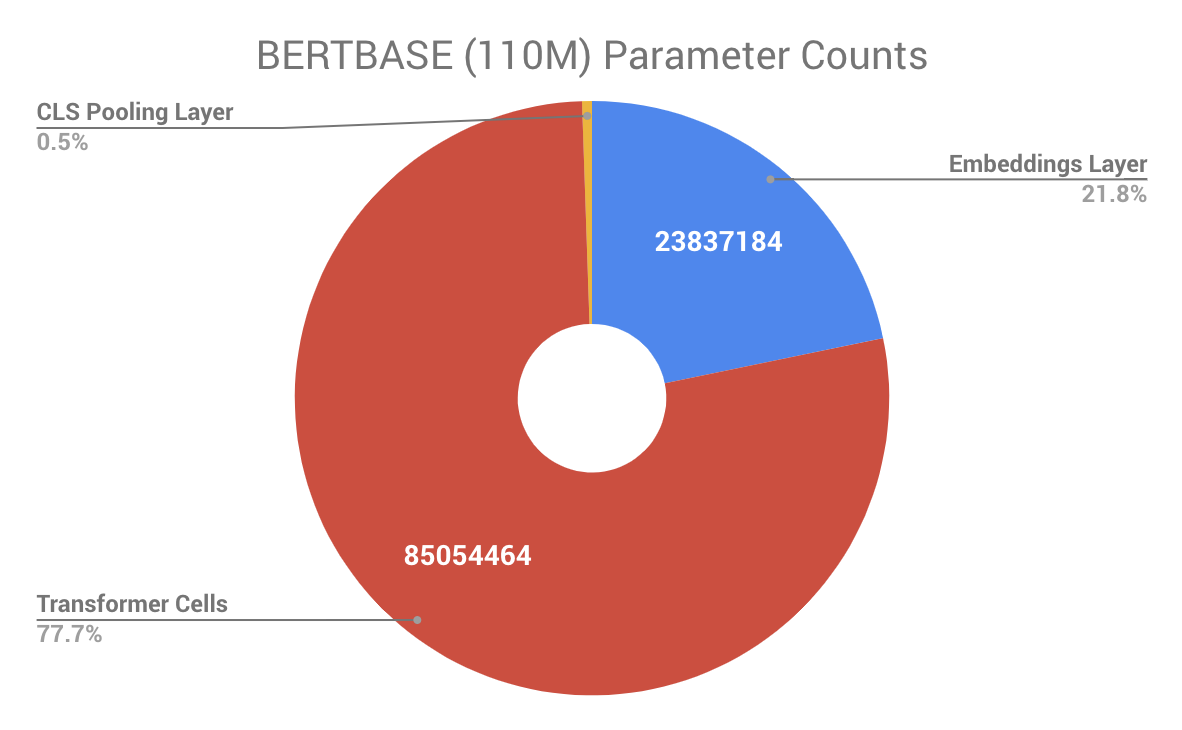 BERTBASE (110M) Parameter Counts
CLS Pooling Layer
0.5%
Embeddings Layer
21.8%
23837184
85054464
Transformer Cells
77.7%